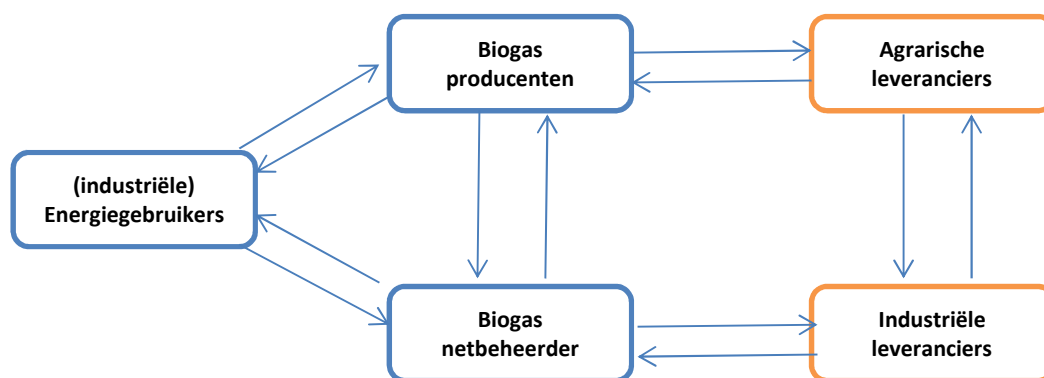 Biogas
producenten
Agrarische
leveranciers
(industriële)
Energiegebruikers
Biogas
netbeheerder
Industriële
leveranciers